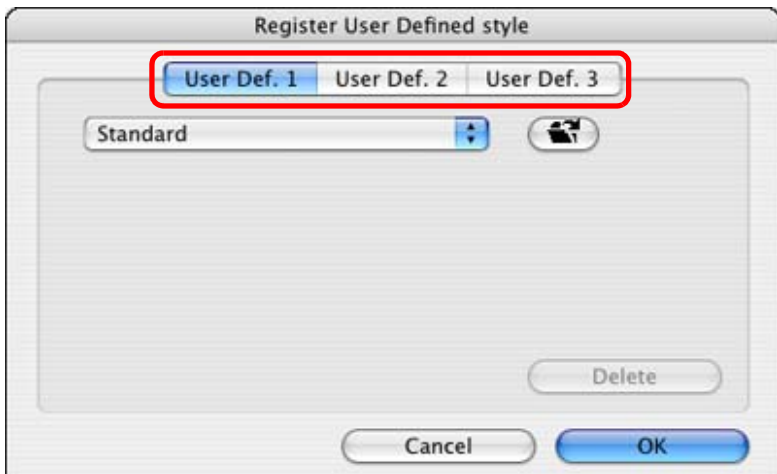 Register User Defined style
User Def. 1 User Def. 2 User Def. 3
Standard
Delete
Cancel OK